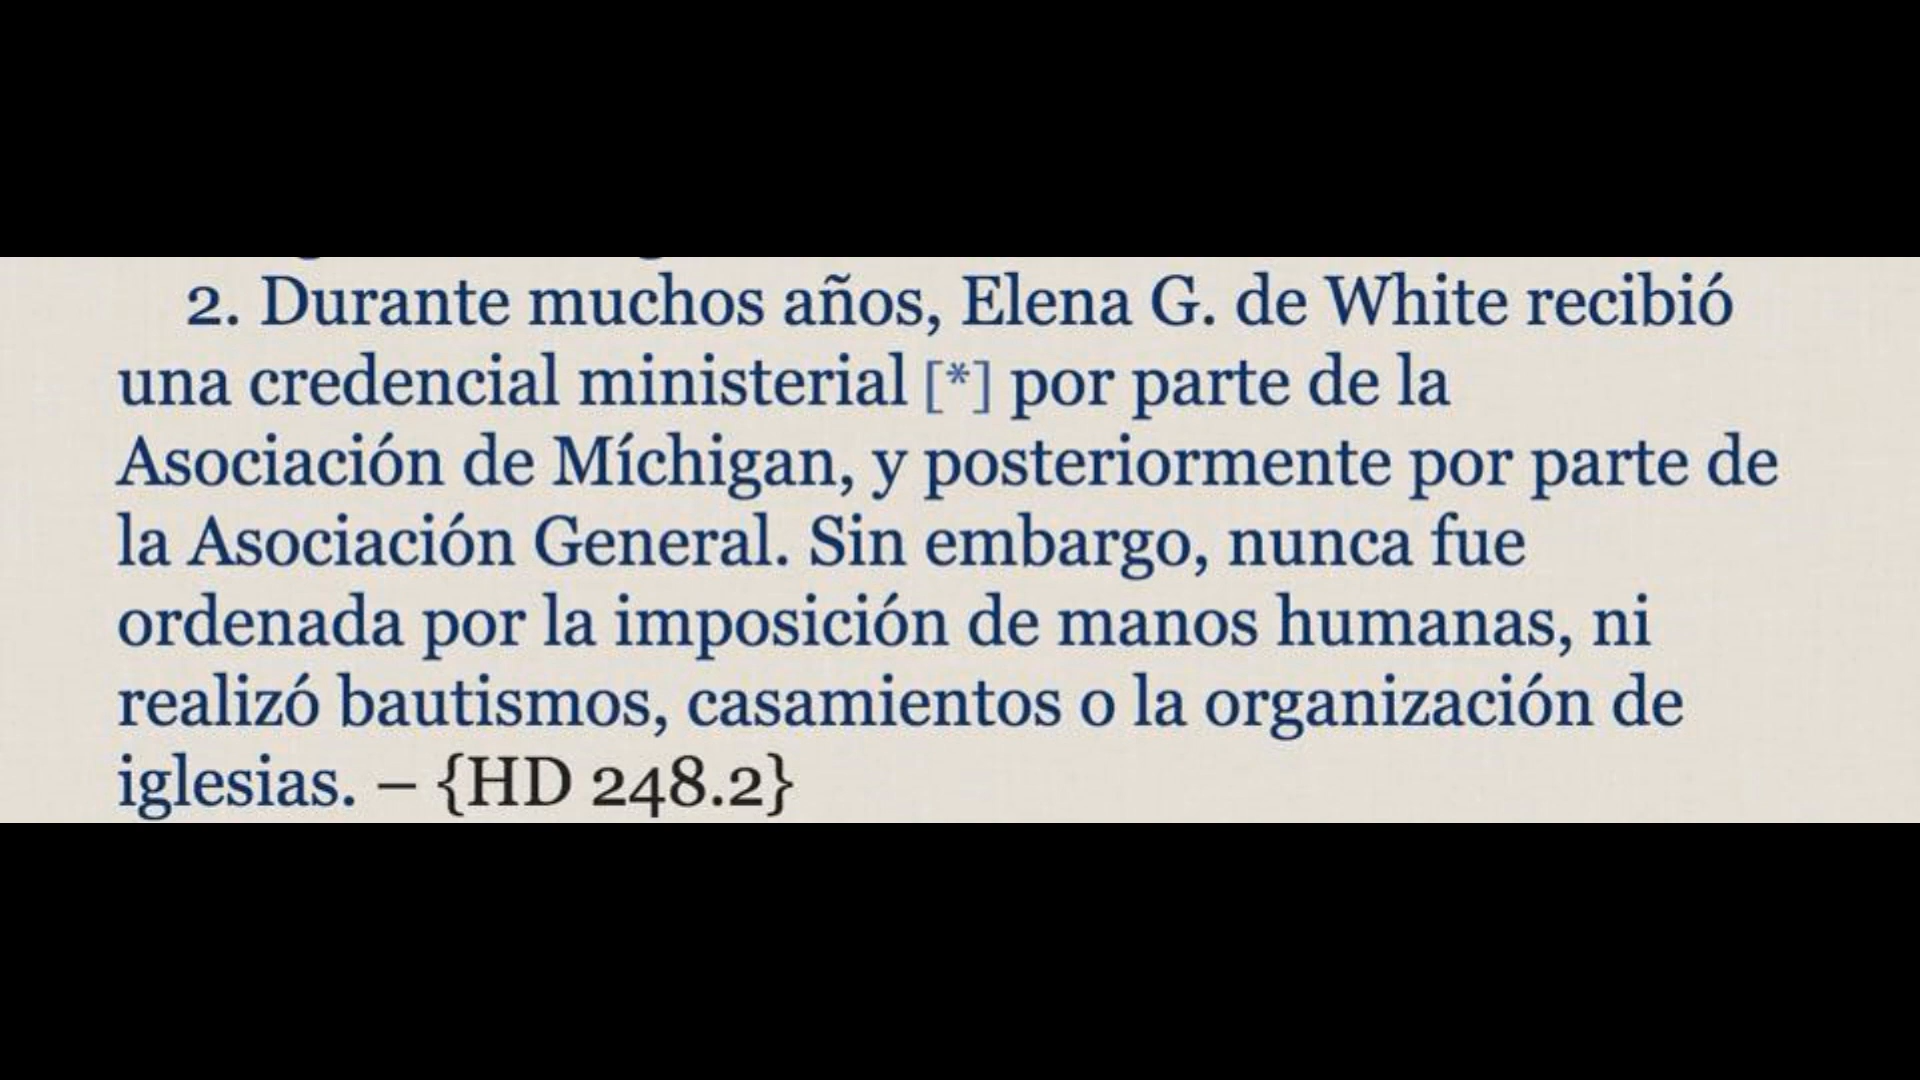 2. Durante muchos años, Elena G. de White recibió
una credencial ministerial [*] por parte de la
Asociación de Míchigan, y posteriormente por parte de
la Asociación General. Sin embargo, nunca fue
ordenada por la imposición de manos humanas, ni
realizó bautismos, casamientos o la organización de
iglesias. – {HD 248.2}